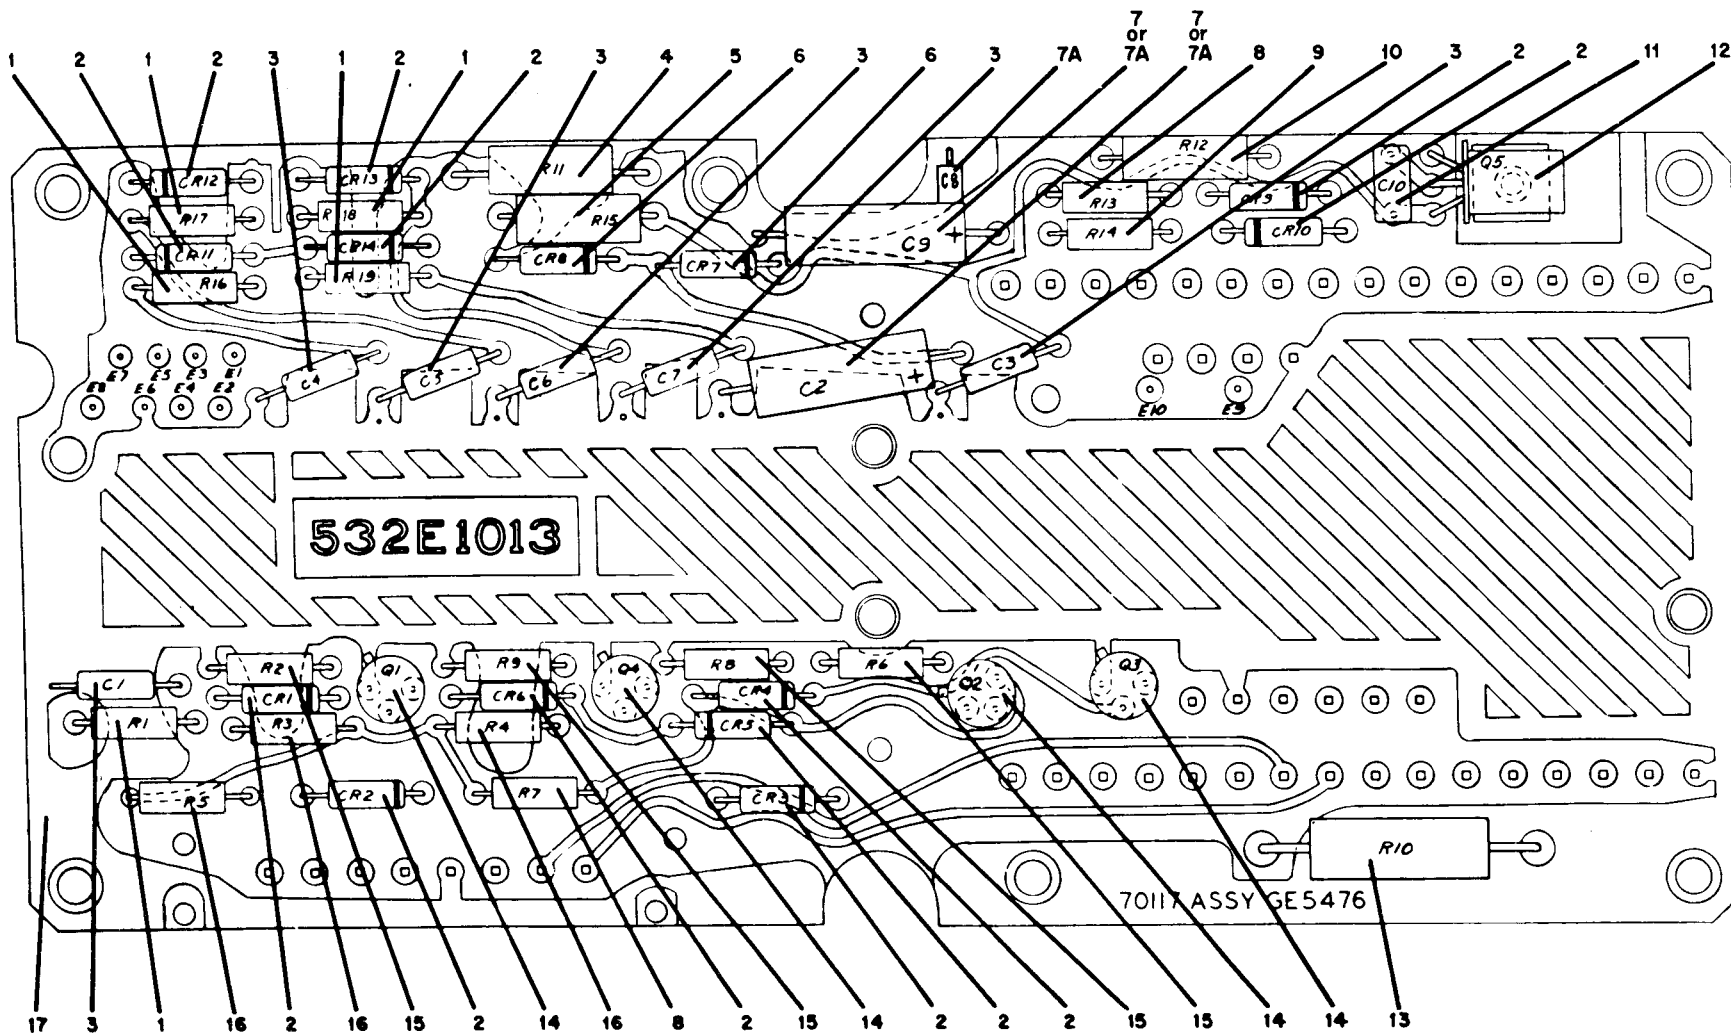 7 7
or or
1 2 1 2 3 1 2 1 2 3 4 5 6 3 6 3 7A 7A 7A 8 9 10 3 2 2 11 12
CR12 CR13 R11 C8 R12 C10 Q5
R17 R18 R15 C9 + R13 CR9
CR11 CR14 CR8 CR7 R14 CR10
R16 R19
E7 E5 E3 E1 C4 C5 C6 C7 C2 + C3
E8 E6 E4 E2 E10 E9
532E1013
C1 R2 Q1 R9 Q4 R8 R6 Q2 Q3
R1 CR1 CR6 CR4
R3 R4 CR5
R5 CR2 R7 CR3
R10
70117 ASSY GE5476
17 3 1 16 2 16 15 2 14 16 8 2 15 14 2 2 2 15 15 14 14 13